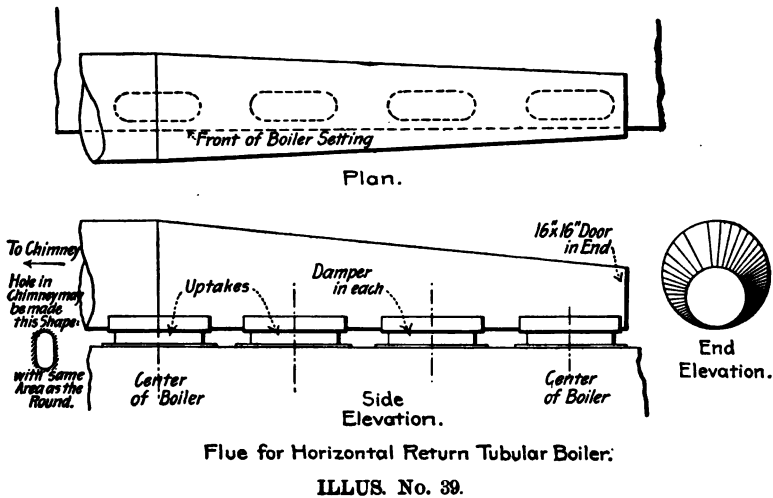 Front of Boiler Setting
Plan.
To Chimney
Hole in
Chimney may
be made
this Shape:
with same
Area as the
Round.
Uptakes
Damper
in each
16"x16" Door
in End
Center
of Boiler
Side
Elevation.
Center
of Boiler
End
Elevation.
Flue for Horizontal Return Tubular Boiler.
ILLUS. No. 39.